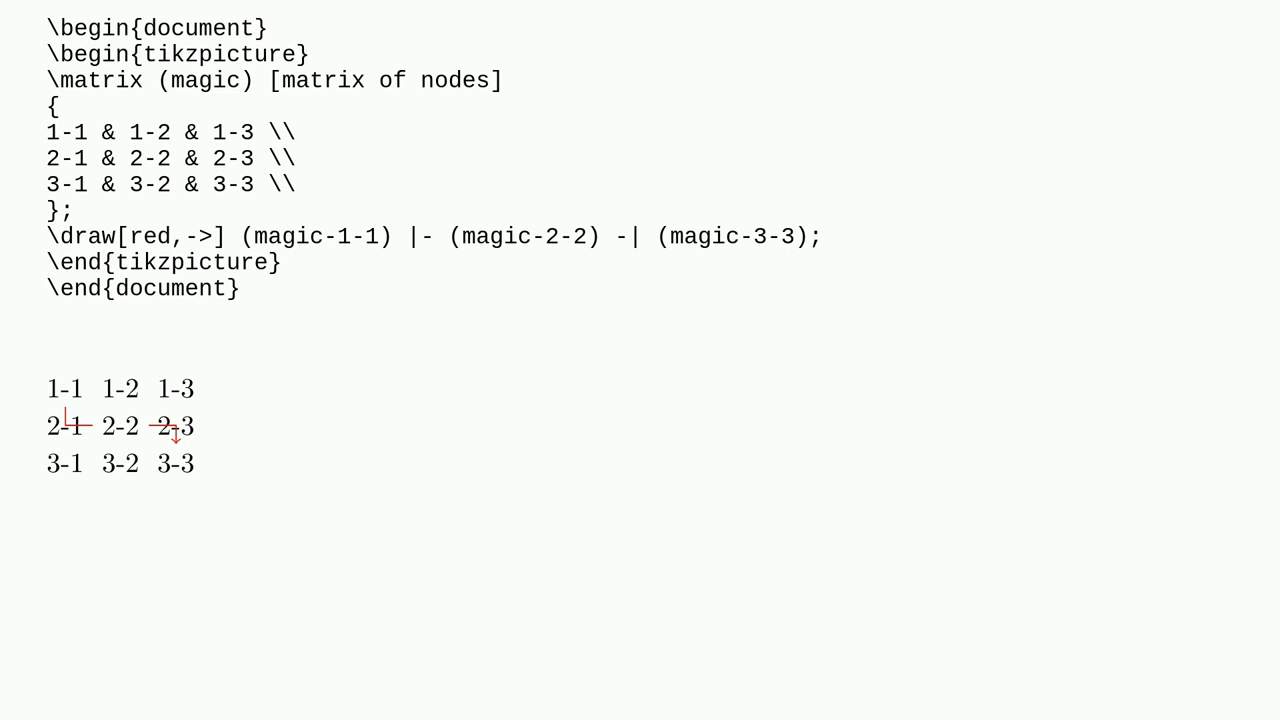 \begin{document}
\begin{tikzpicture}
\matrix (magic) [matrix of nodes]
{
1-1 & 1-2 & 1-3 \\
2-1 & 2-2 & 2-3 \\
3-1 & 3-2 & 3-3 \\
};
\draw[red,->] (magic-1-1) |- (magic-2-2) -| (magic-3-3);
\end{tikzpicture}
\end{document}
1-1 1-2 1-3
2-1 2-2 2-3
3-1 3-2 3-3